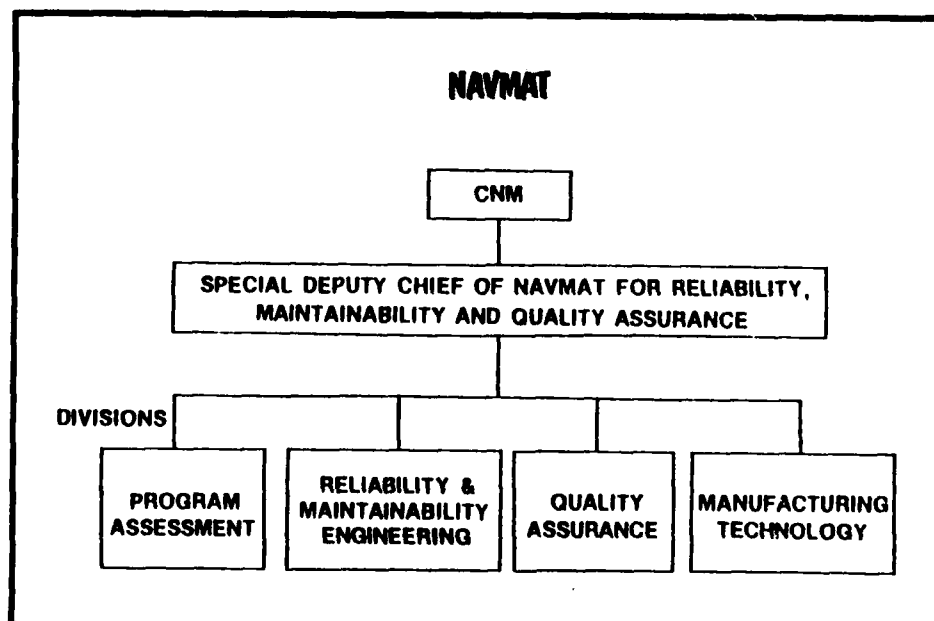 NAVMAT
CNM
SPECIAL DEPUTY CHIEF OF NAVMAT FOR RELIABILITY,
MAINTAINABILITY AND QUALITY ASSURANCE
DIVISIONS
PROGRAM
ASSESSMENT
RELIABILITY &
MAINTAINABILITY
ENGINEERING
QUALITY
ASSURANCE
MANUFACTURING
TECHNOLOGY